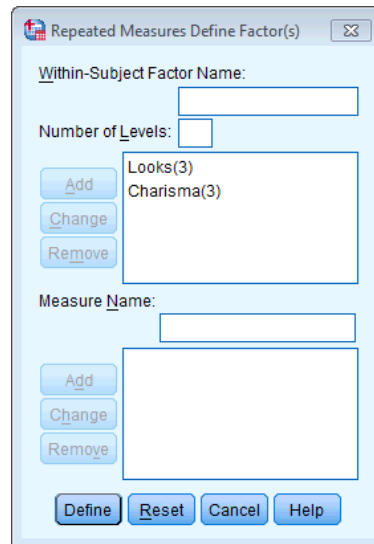 Repeated Measures Define Factor(s)
Within-Subject Factor Name:
Number of Levels:
Add
Change
Remove
Looks(3)
Charisma(3)
Measure Name:
Add
Change
Remove
Define Reset Cancel Help